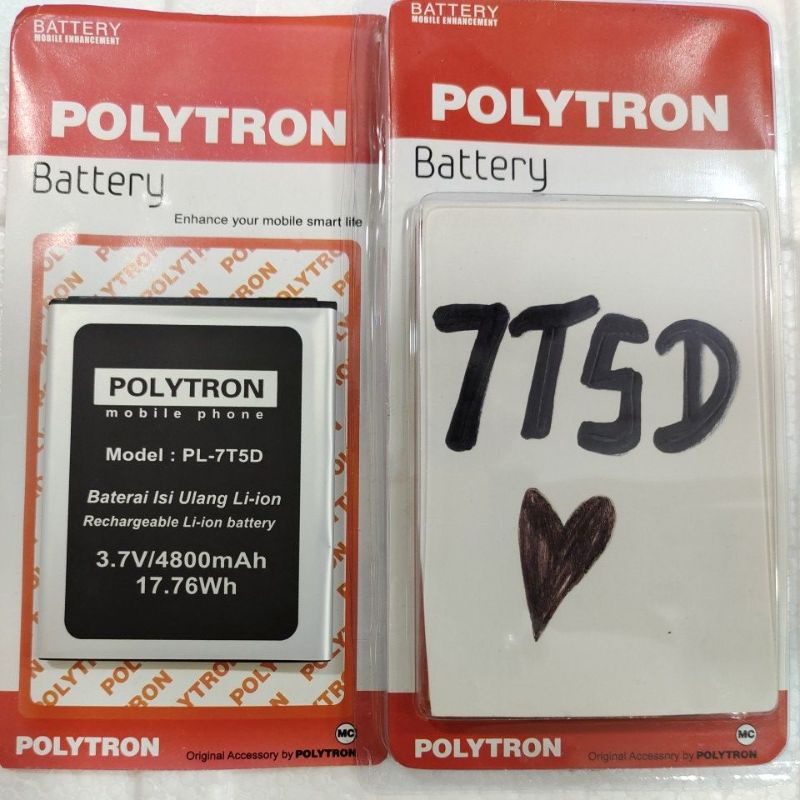 BATTERY
MOBILE ENHANCEMENT
POLYTRON
Battery
Enhance your mobile smart life
POLYTRON
mobile phone
Model : PL-7T5D
Baterai Isi Ulang Li-ion
Rechargeable Li-ion battery
3.7V/4800mAh
17.76Wh
POLYTRON
MC
Original Accessory by POLYTRON
BATTERY
MOBILE ENHANCEMENT
POLYTRON
Battery
7T5D
POLYTRON
MC
Original Accessory by POLYTRON